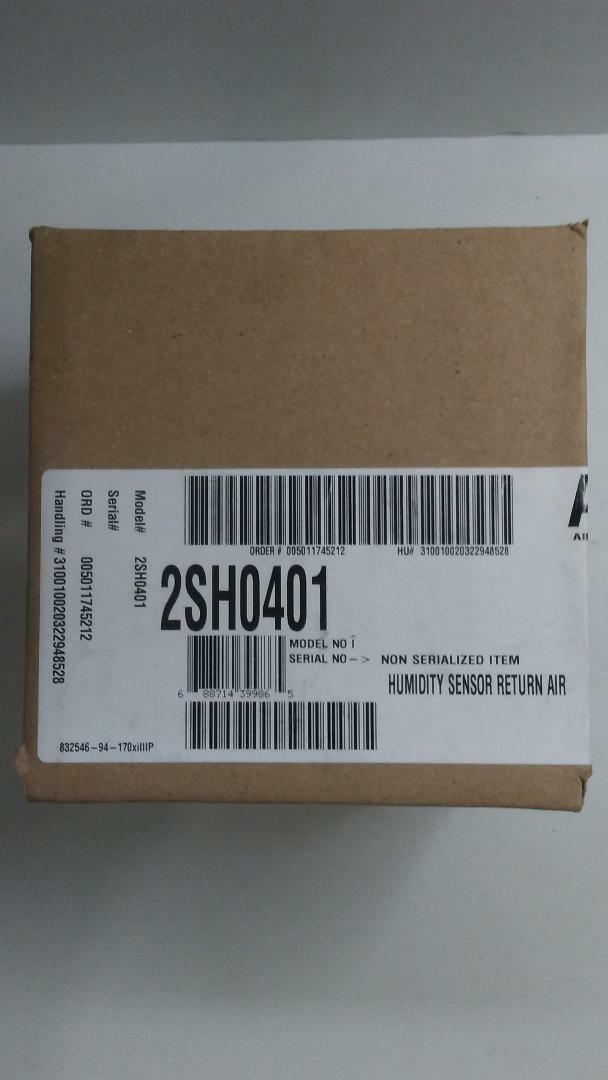 ORDER # 005011745212 HU# 310010020322948528
2SH0401
MODEL NO
SERIAL NO -> NON SERIALIZED ITEM
HUMIDITY SENSOR RETURN AIR
6 88714 39986 5
832546-94-170xiIIIP
Model# 2SH0401
Serial#
ORD # 005011745212
Handling # 310010020322948528